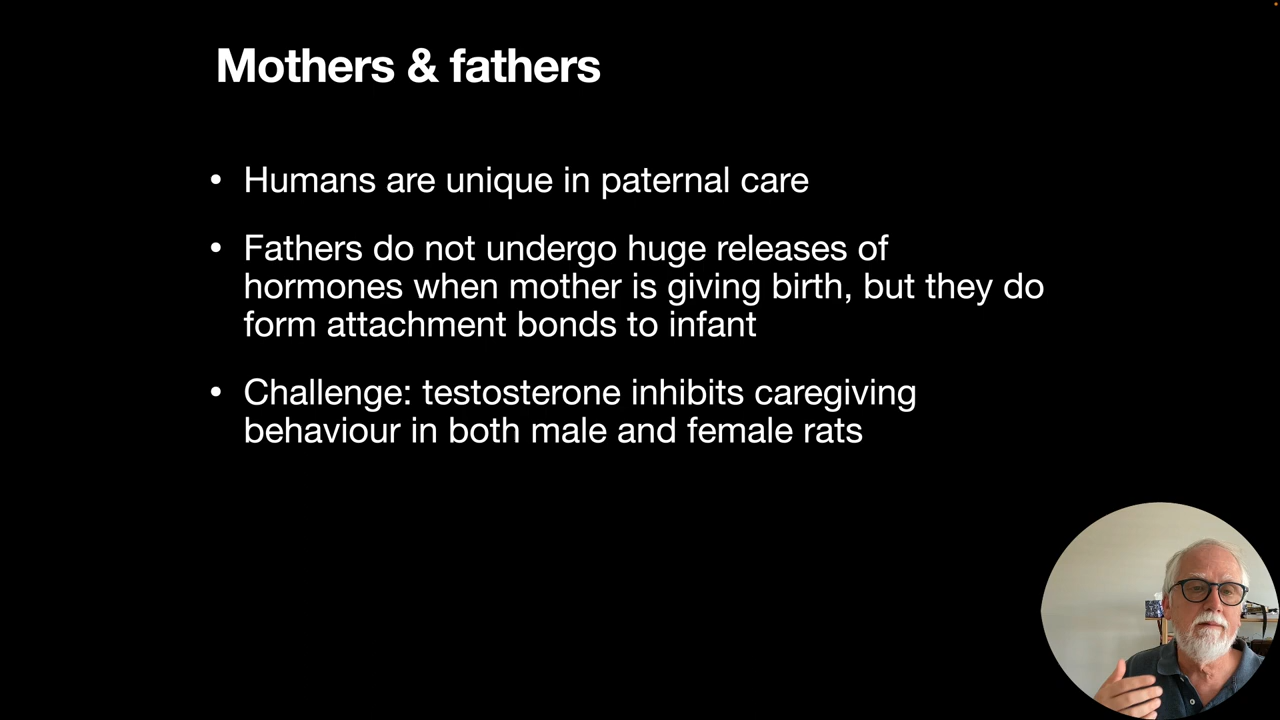 Mothers & fathers
• Humans are unique in paternal care
• Fathers do not undergo huge releases of
hormones when mother is giving birth, but they do
form attachment bonds to infant
• Challenge: testosterone inhibits caregiving
behaviour in both male and female rats